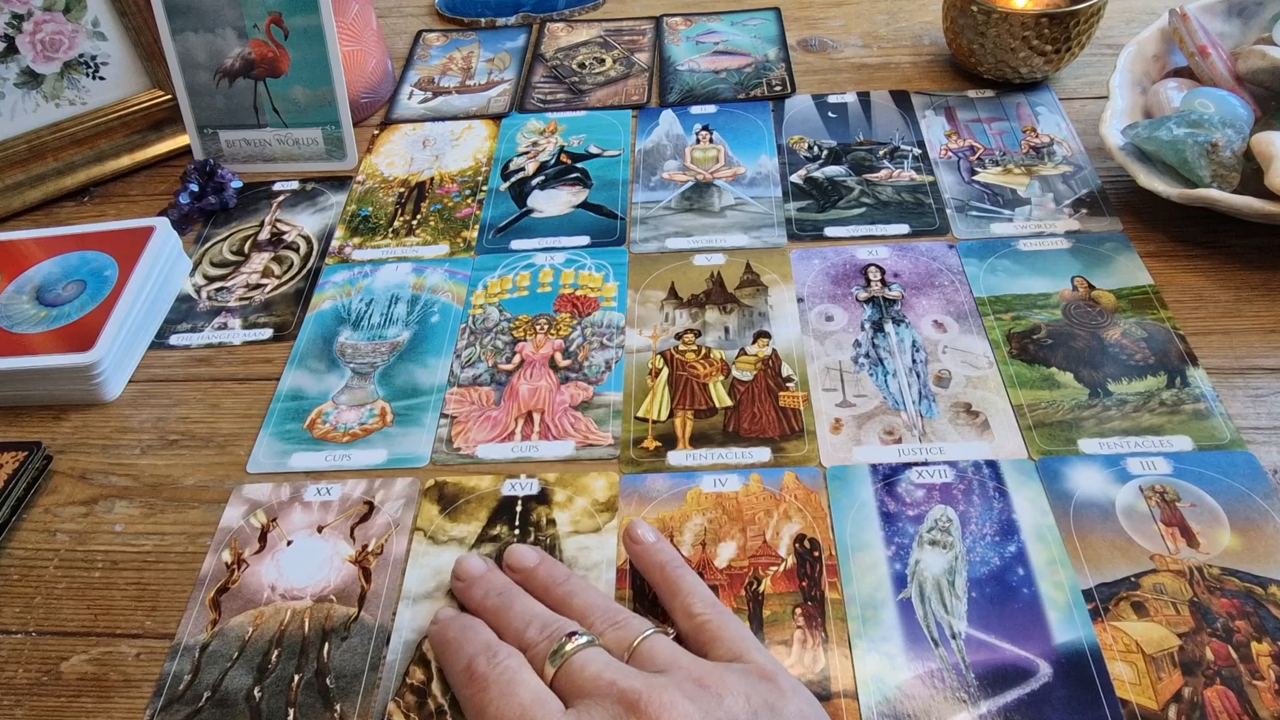 BETWEEN WORLDS
XII
THE HANGED MAN
THE SUN
CUPS
II
SWORDS
IX
SWORDS
IV
SWORDS
I
CUPS
IX
CUPS
V
PENTACLES
XI
JUSTICE
KNIGHT
PENTACLES
XX
XVI
IV
XVII
III